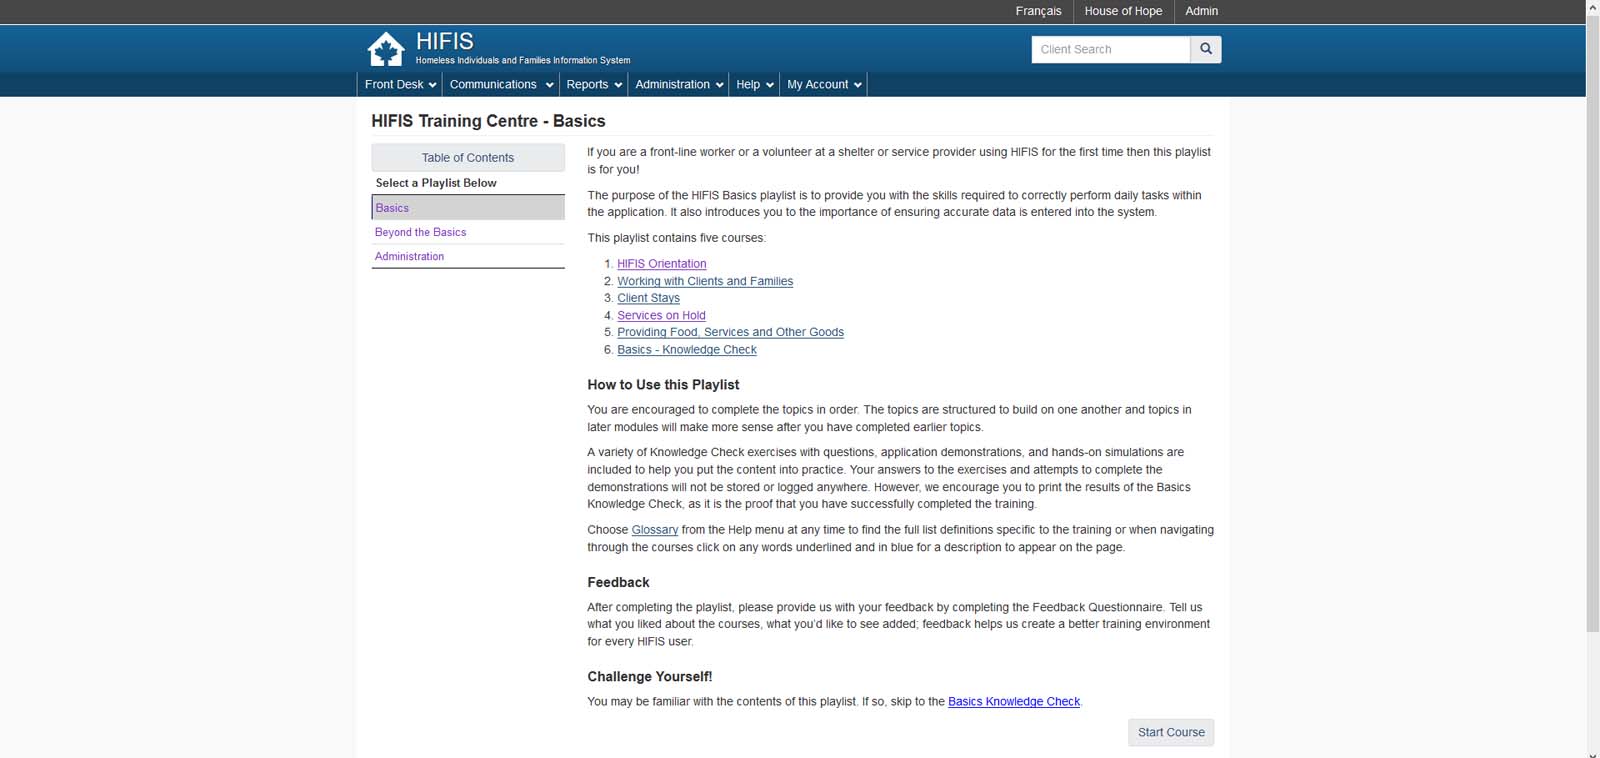 Français House of Hope Admin
HIFIS
Homeless Individuals and Families Information System
Client Search
Front Desk Communications Reports Administration Help My Account
HIFIS Training Centre - Basics
Table of Contents
Select a Playlist Below
Basics
Beyond the Basics
Administration
If you are a front-line worker or a volunteer at a shelter or service provider using HIFIS for the first time then this playlist
is for you!
The purpose of the HIFIS Basics playlist is to provide you with the skills required to correctly perform daily tasks within
the application. It also introduces you to the importance of ensuring accurate data is entered into the system.
This playlist contains five courses:
1. HIFIS Orientation
2. Working with Clients and Families
3. Client Stays
4. Services on Hold
5. Providing Food, Services and Other Goods
6. Basics - Knowledge Check
How to Use this Playlist
You are encouraged to complete the topics in order. The topics are structured to build on one another and topics in
later modules will make more sense after you have completed earlier topics.
A variety of Knowledge Check exercises with questions, application demonstrations, and hands-on simulations are
included to help you put the content into practice. Your answers to the exercises and attempts to complete the
demonstrations will not be stored or logged anywhere. However, we encourage you to print the results of the Basics
Knowledge Check, as it is the proof that you have successfully completed the training.
Choose Glossary from the Help menu at any time to find the full list definitions specific to the training or when navigating
through the courses click on any words underlined and in blue for a description to appear on the page.
Feedback
After completing the playlist, please provide us with your feedback by completing the Feedback Questionnaire. Tell us
what you liked about the courses, what you'd like to see added; feedback helps us create a better training environment
for every HIFIS user.
Challenge Yourself!
You may be familiar with the contents of this playlist. If so, skip to the Basics Knowledge Check.
Start Course